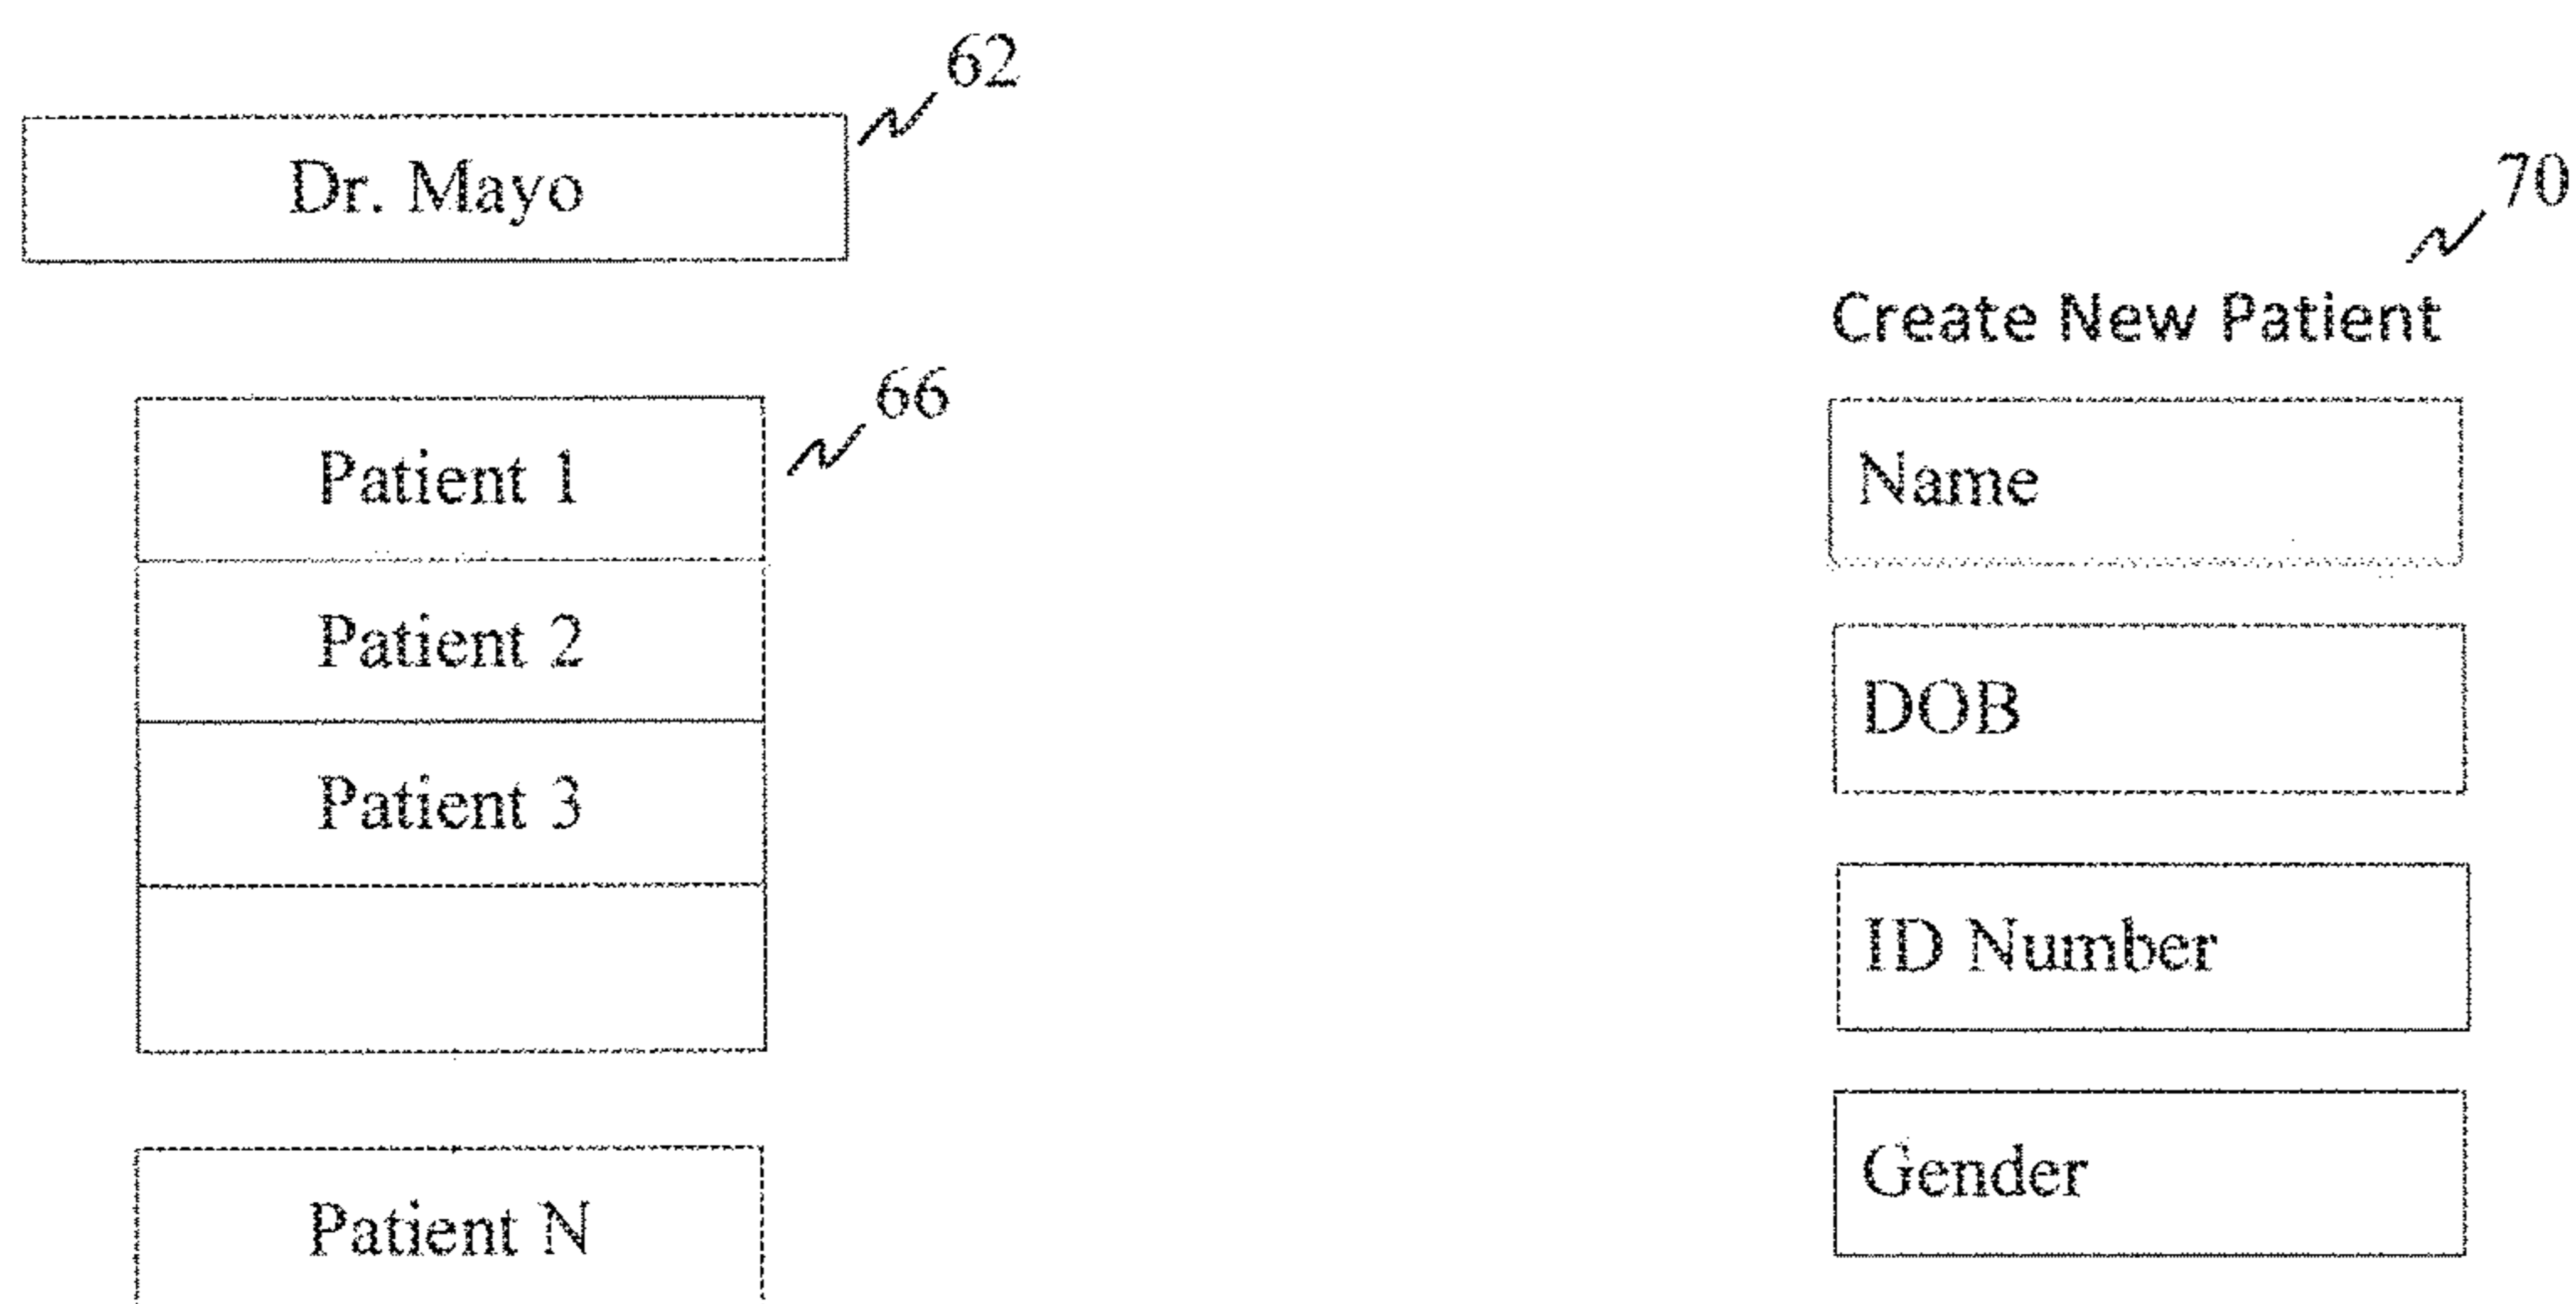 62
Dr. Mayo
66
Patient 1
Patient 2
Patient 3
Patient N
70
Create New Patient
Name
DOB
ID Number
Gender